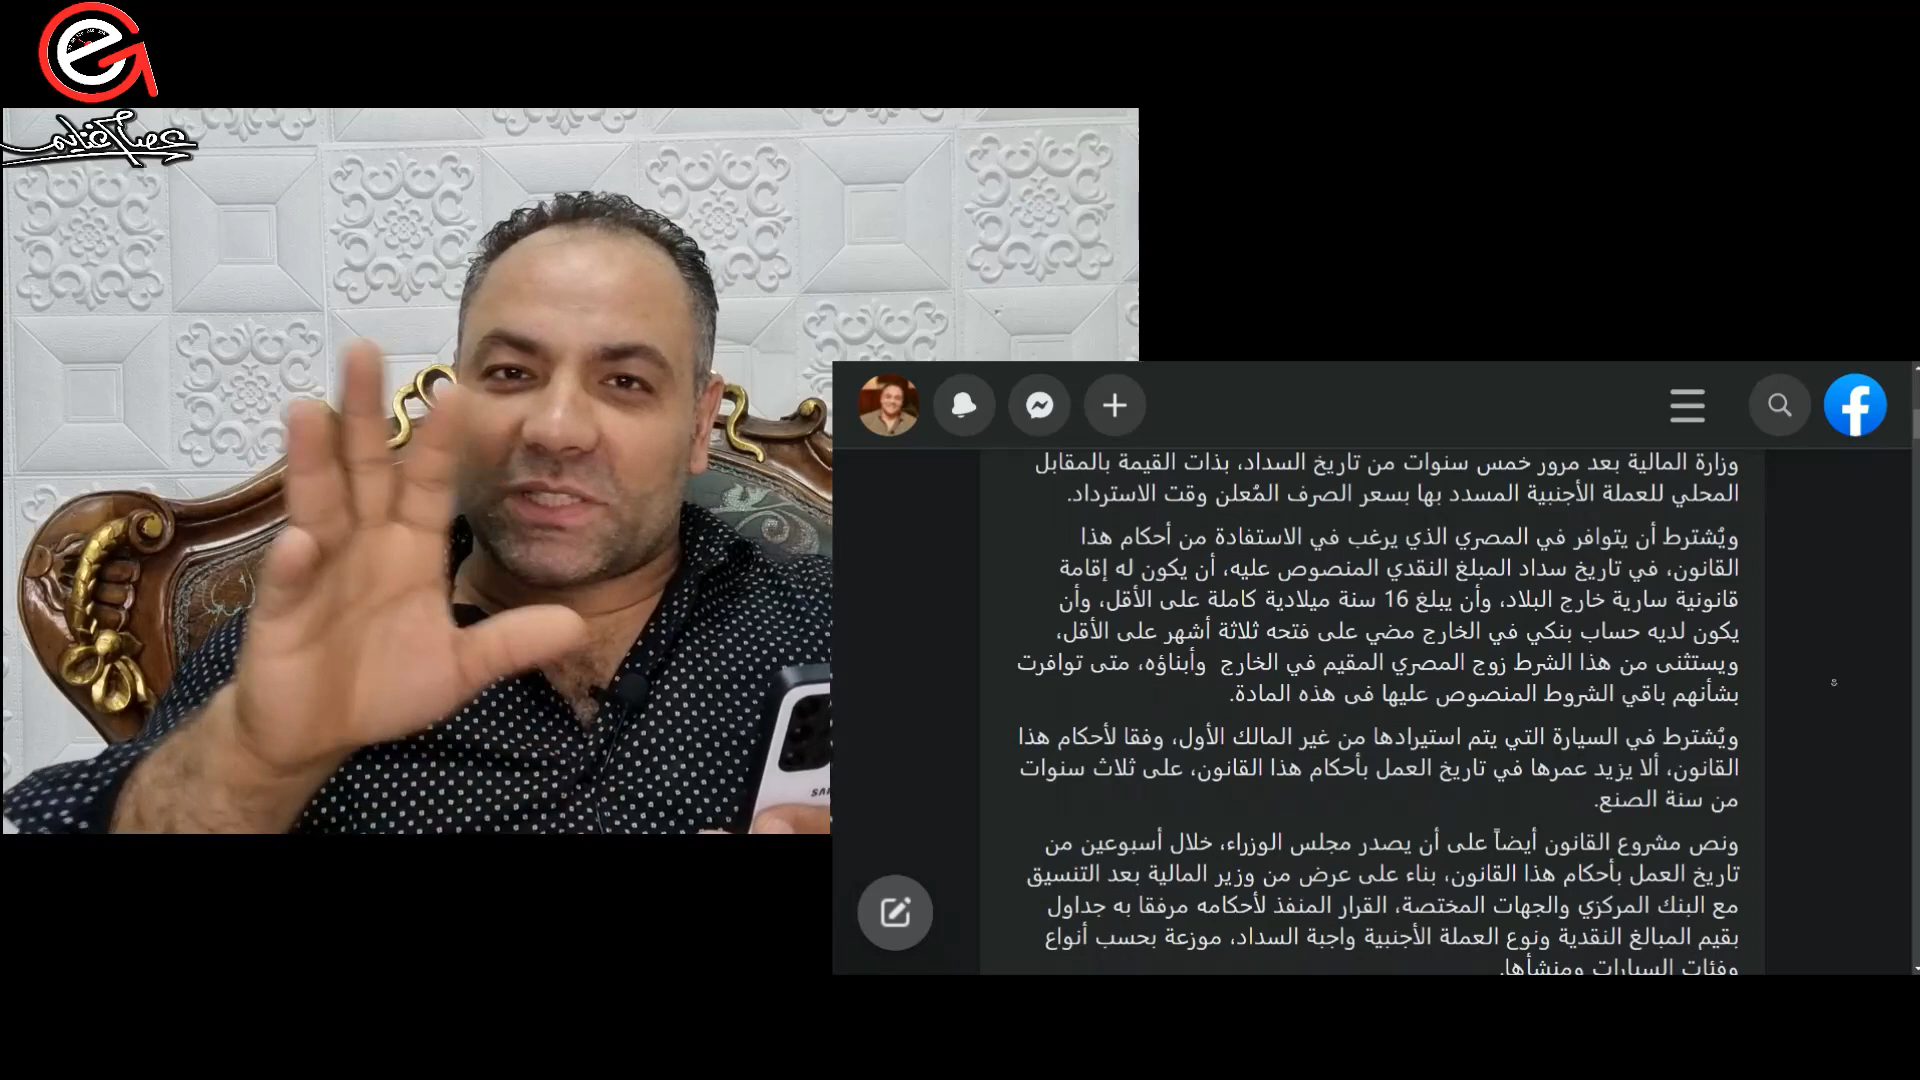 عصام غنايم
وزارة المالية بعد مرور خمس سنوات من تاريخ السداد، بذات القيمة بالمقابل
المحلي للعملة الأجنبية المسدد بها بسعر الصرف المُعلن وقت الاسترداد.
ويُشترط أن يتوافر في المصري الذي يرغب في الاستفادة من أحكام هذا
القانون، في تاريخ سداد المبلغ النقدي المنصوص عليه، أن يكون له إقامة
قانونية سارية خارج البلاد، وأن يبلغ 16 سنة ميلادية كاملة على الأقل، وأن
يكون لديه حساب بنكي في الخارج مضي على فتحه ثلاثة أشهر على الأقل،
ويستثنى من هذا الشرط زوج المصري المقيم في الخارج وأبناؤه، متى توافرت
بشأنهم باقي الشروط المنصوص عليها فى هذه المادة.
ويُشترط في السيارة التي يتم استيرادها من غير المالك الأول، وفقا لأحكام هذا
القانون، ألا يزيد عمرها في تاريخ العمل بأحكام هذا القانون، على ثلاث سنوات
من سنة الصنع.
ونص مشروع القانون أيضاً على أن يصدر مجلس الوزراء، خلال أسبوعين من
تاريخ العمل بأحكام هذا القانون، بناء على عرض من وزير المالية بعد التنسيق
مع البنك المركزي والجهات المختصة، القرار المنفذ لأحكامه مرفقا به جداول
بقيم المبالغ النقدية ونوع العملة الأجنبية واجبة السداد، موزعة بحسب أنواع
وفئات السيارات ومنشأها.